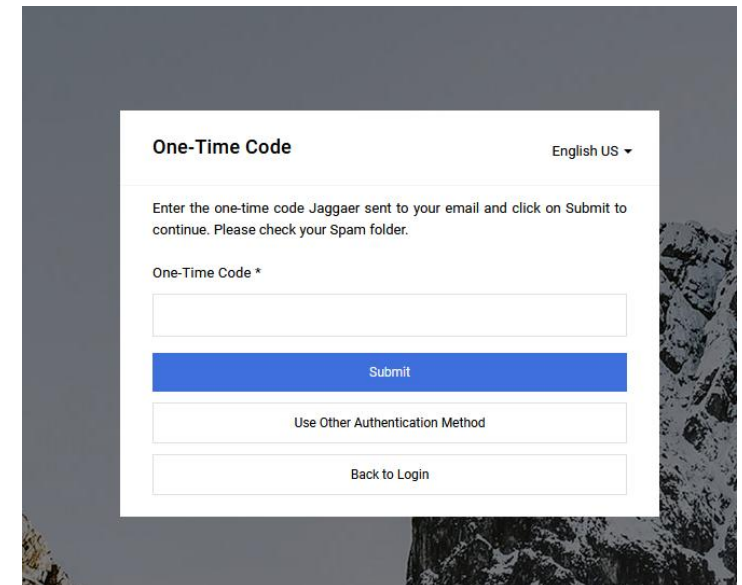 One-Time Code
English US
Enter the one-time code Jaggaer sent to your email and click on Submit to
continue. Please check your Spam folder.
One-Time Code *
Submit
Use Other Authentication Method
Back to Login